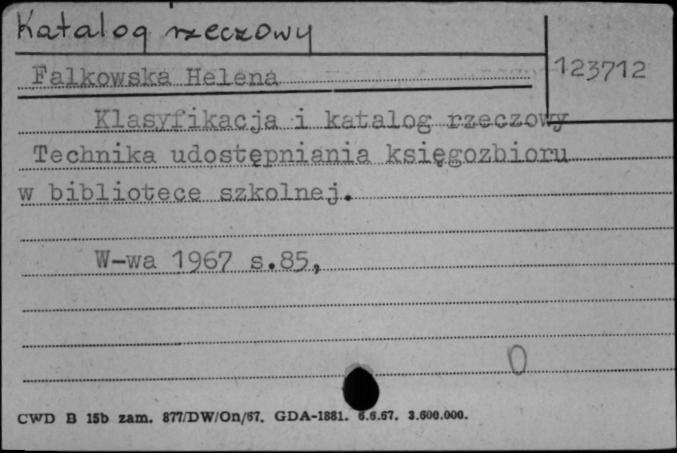 Katalog rzeczowy
Falkowska Helena
123712
Klasyfikacja i katalog rzeczowy
Technika udostępniania księgozbioru
w bibliotece szkolnej.
W-wa 1967 s.85,
0
CWD B 15b zam. 877/DW/On/67. GDA-1881. 6.6.67. 3.600.000.